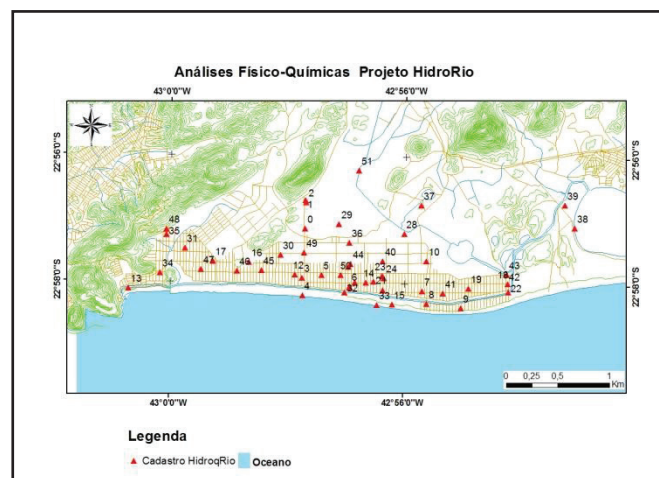 Análises Físico-Químicas Projeto HidroRio
43°0'0"W 42°56'0"W
22°56'0"S 22°56'0"S
51
2
1
37 39
48 0 29 28 38
35
31 36
17 16 30 49 44 40 10
47 46 45 12 3 5 23 24 43
34 14 42
13 4 6 7 41 19 22
33 15 8 9
22°58'0"S 22°58'0"S
0 0,25 0,5 1
Km
43°0'0"W 42°56'0"W
Legenda
Cadastro HidroqRio Oceano